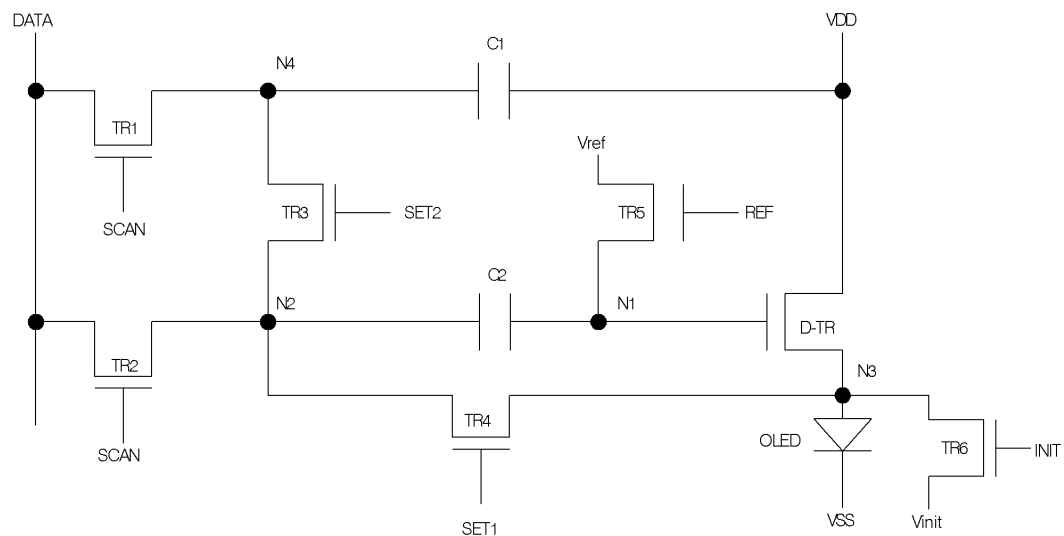 DATA
VDD
C1
N4
TR1
Vref
SCAN
TR3
SET2
TR5
REF
C2
N2
N1
D-TR
TR2
N3
TR4
OLED
TR6
INIT
SCAN
SET1
VSS
Vinit